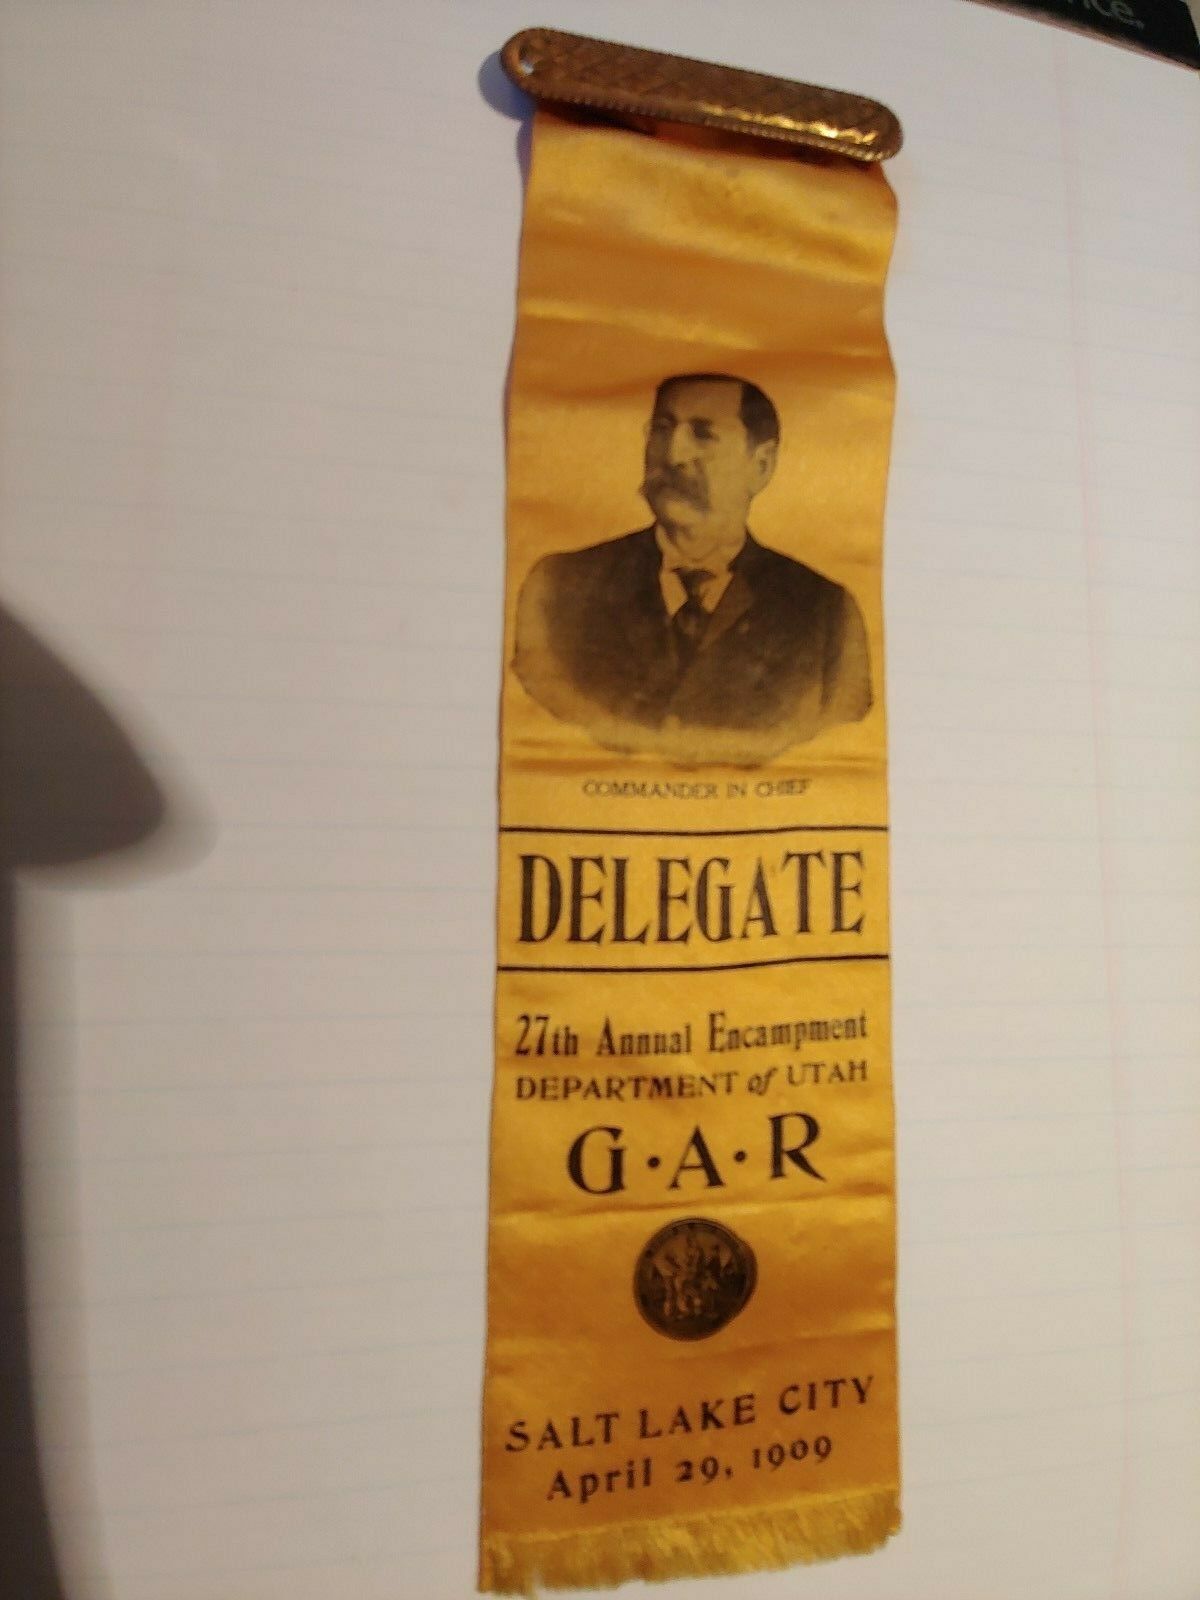 COMMANDER IN CHIEF
DELEGATE
27th Annual Encampment
DEPARTMENT of UTAH
G·A·R
SALT LAKE CITY
April 29, 1909